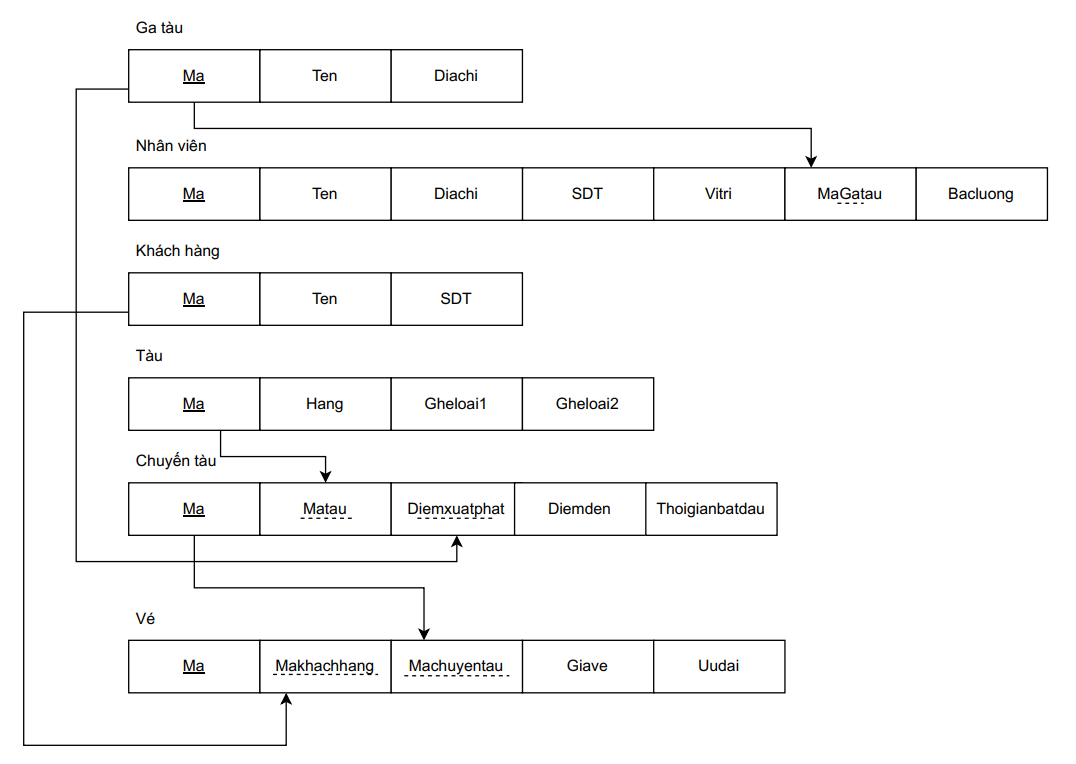 Ga tàu
Ma Ten Diachi
Nhân viên
Ma Ten Diachi SDT Vitri MaGatau Bacluong
Khách hàng
Ma Ten SDT
Tàu
Ma Hang Gheloai1 Gheloai2
Chuyến tàu
Ma Matau Diemxuatphat Diemden Thoigianbatdau
Vé
Ma Makhachhang Machuyentau Giave Uudai